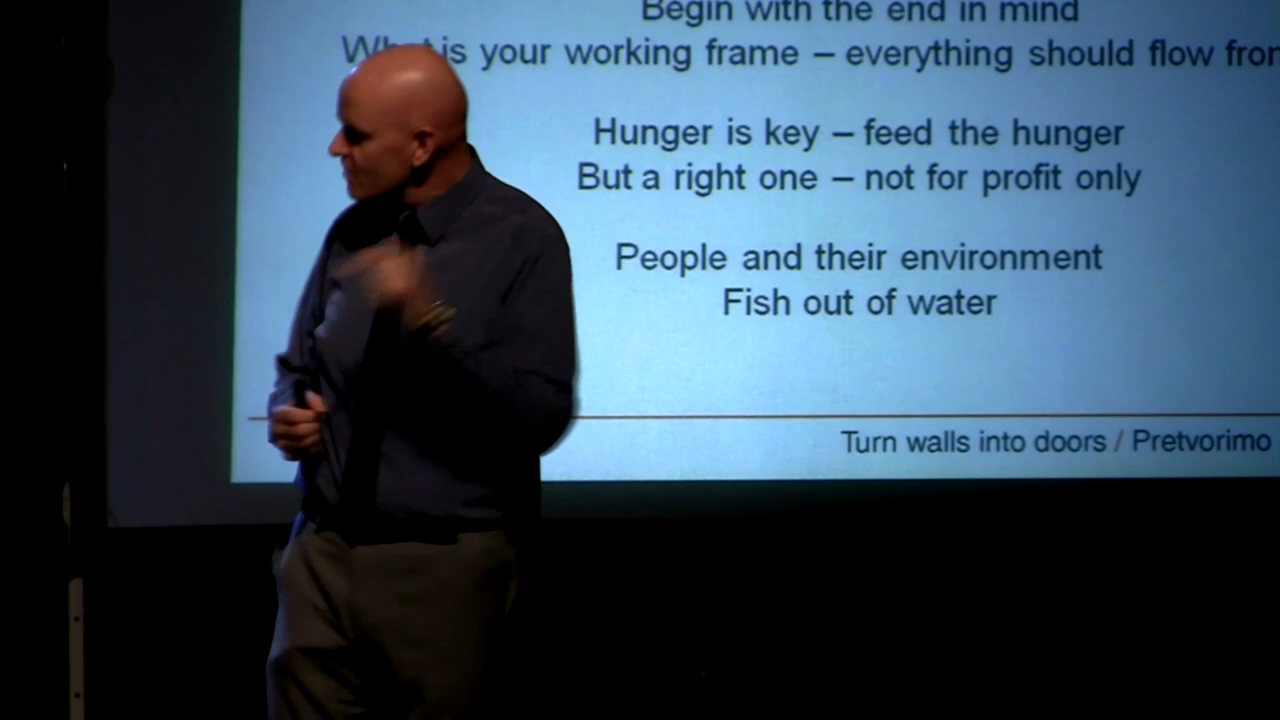 Begin with the end in mind
What is your working frame – everything should flow from
Hunger is key – feed the hunger
But a right one – not for profit only
People and their environment
Fish out of water
Turn walls into doors / Pretvorimo